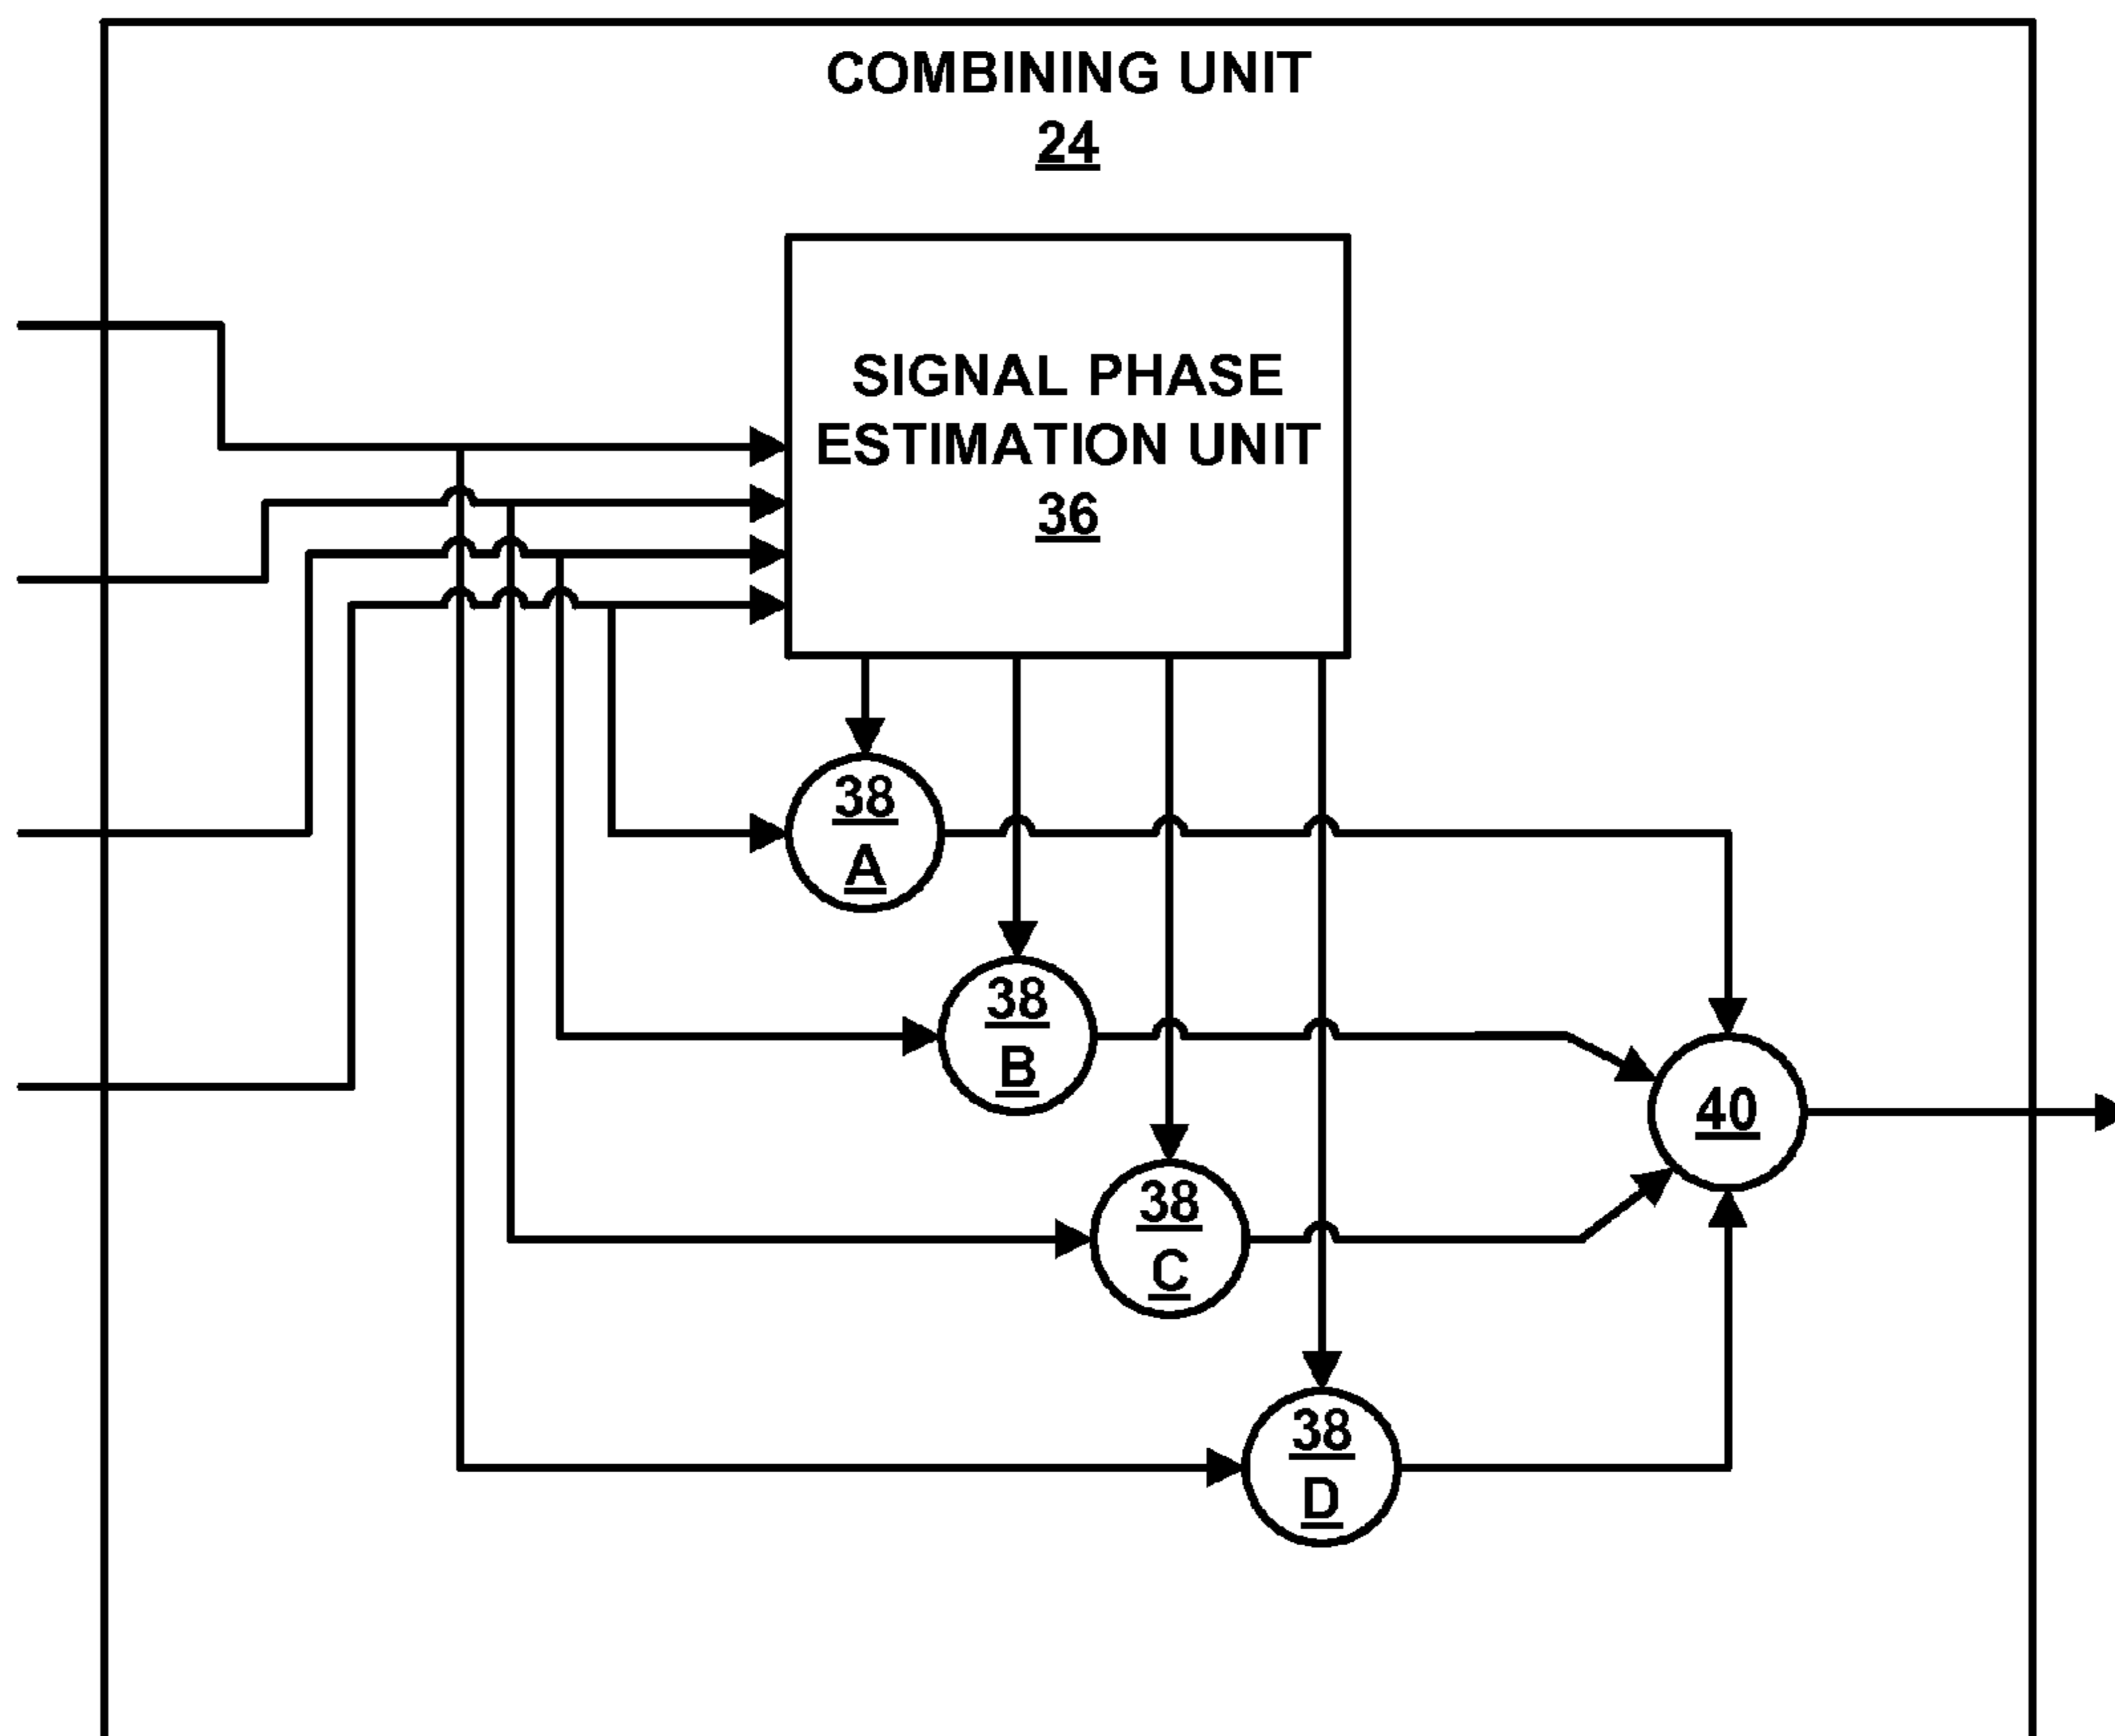 COMBINING UNIT
24
SIGNAL PHASE
ESTIMATION UNIT
36
38
A
38
B
40
38
C
38
D